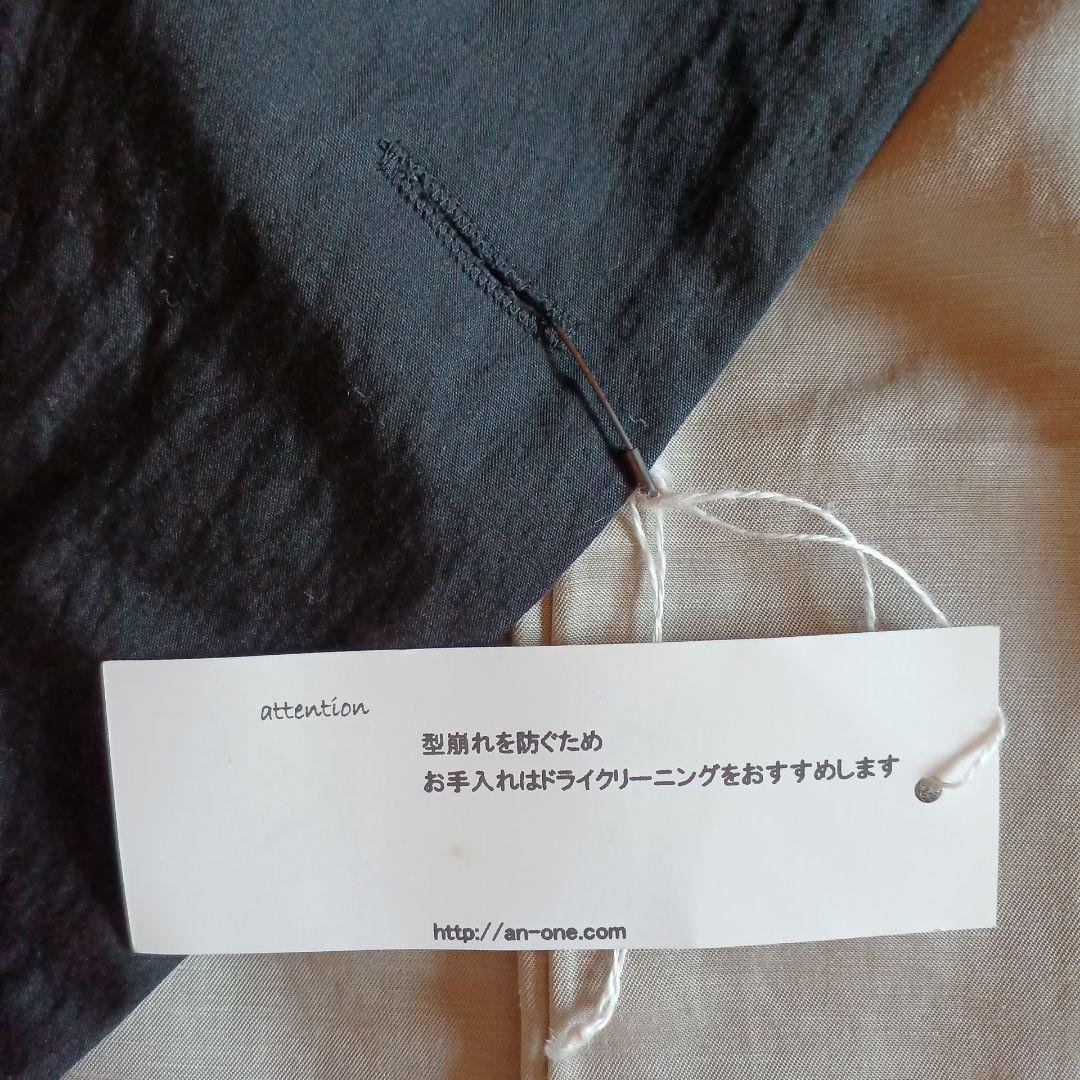 attention
型崩れを防ぐため
お手入れはドライクリーニングをおすすめします
http://an-one.com